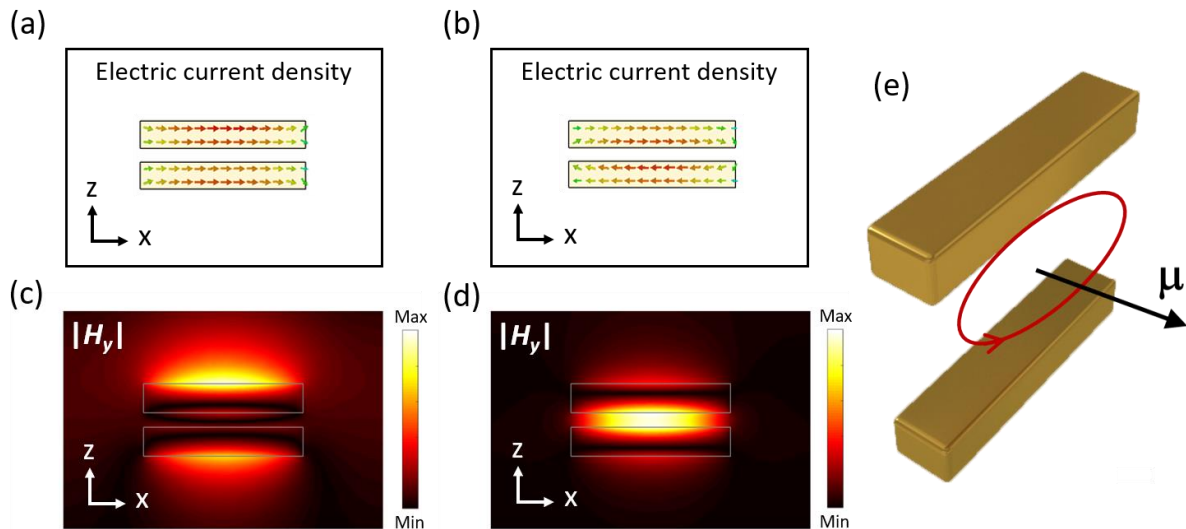 (a)
Electric current density
z
x
(b)
Electric current density
z
x
(c)
|Hy|
z
x
Max
Min
(d)
|Hy|
z
x
Max
Min
(e)
μ